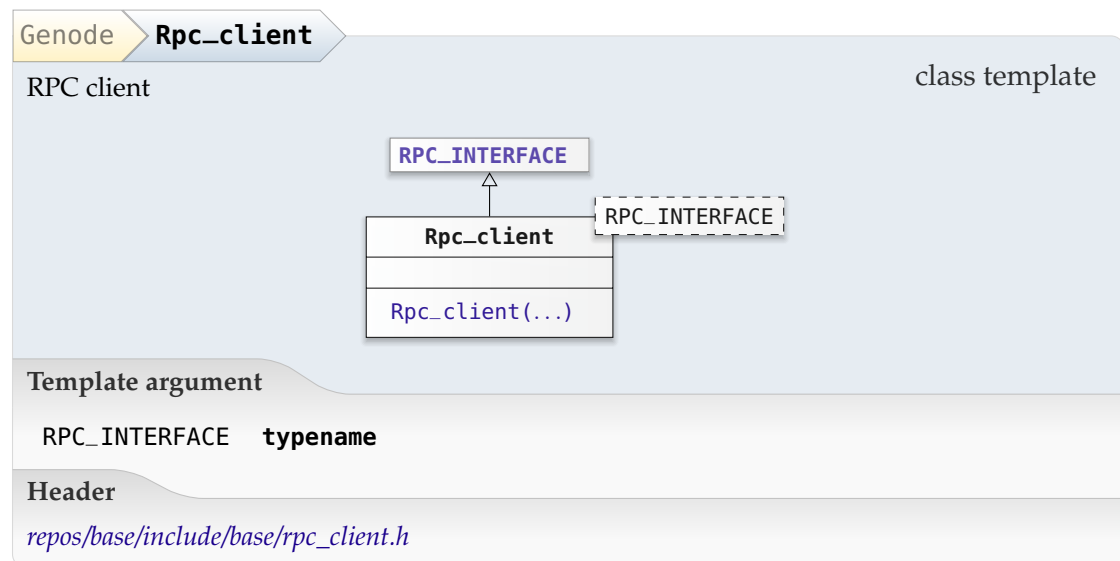 Genode Rpc_client
RPC client
class template
RPC_INTERFACE
RPC_INTERFACE
Rpc_client
Rpc_client(...)
Template argument
RPC_INTERFACE typename
Header
repos/base/include/base/rpc_client.h